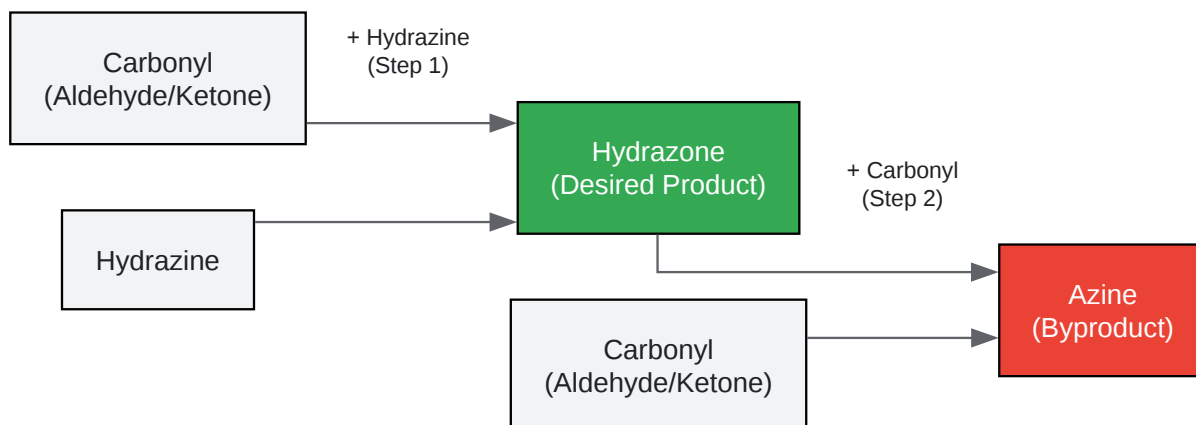 Carbonyl
(Aldehyde/Ketone)
+ Hydrazine
(Step 1)
Hydrazine
Hydrazone
(Desired Product)
+ Carbonyl
(Step 2)
Carbonyl
(Aldehyde/Ketone)
Azine
(Byproduct)